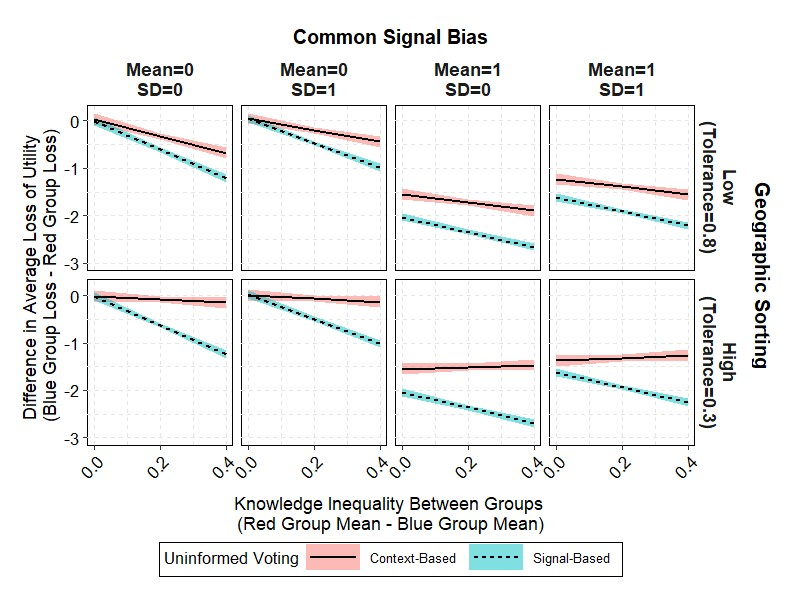 Common Signal Bias
Mean=0
SD=0
Mean=0
SD=1
Mean=1
SD=0
Mean=1
SD=1
Difference in Average Loss of Utility
(Blue Group Loss - Red Group Loss)
0
-1
-2
-3
Low
(Tolerance=0.8)
0
-1
-2
-3
High
(Tolerance=0.3)
Geographic Sorting
0.0
0.2
0.4
0.0
0.2
0.4
0.0
0.2
0.4
0.0
0.2
0.4
Knowledge Inequality Between Groups
(Red Group Mean - Blue Group Mean)
Uninformed Voting
Context-Based
Signal-Based